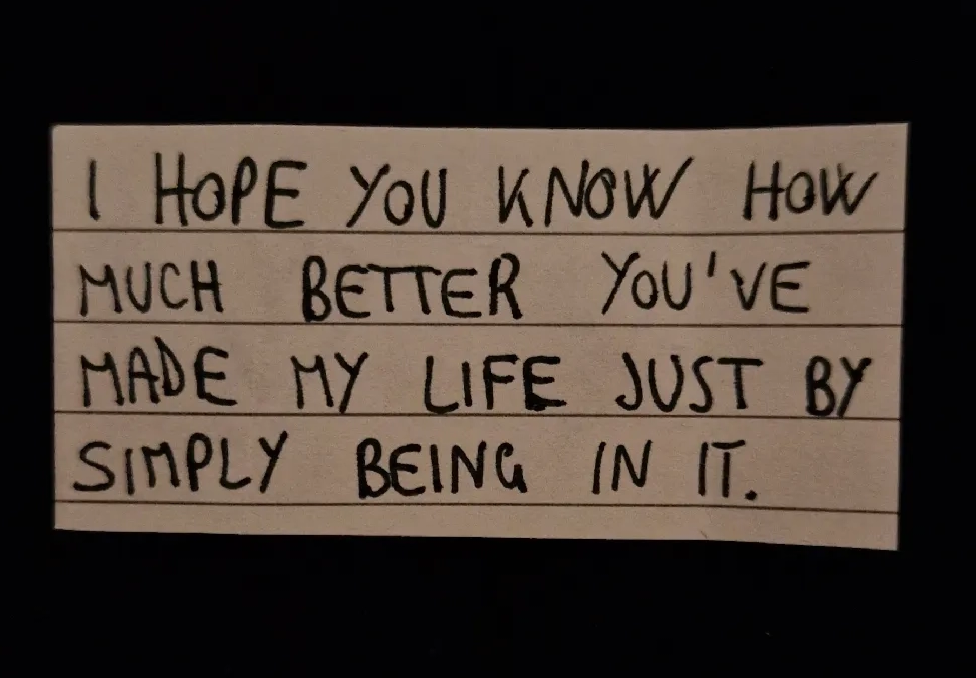 I HOPE YOU KNOW HOW
MUCH BETTER YOU'VE
MADE MY LIFE JUST BY
SIMPLY BEING IN IT.